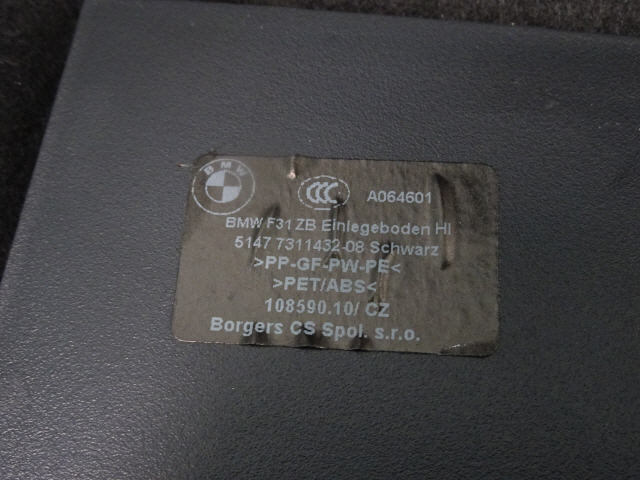 BMW
CCC A064601
BMW F31 ZB Einlegeboden HI
5147 7311432-08 Schwarz
>PP-GF-PW-PE<
>PET/ABS<
108590.10/ CZ
Borgers CS Spol. s.r.o.